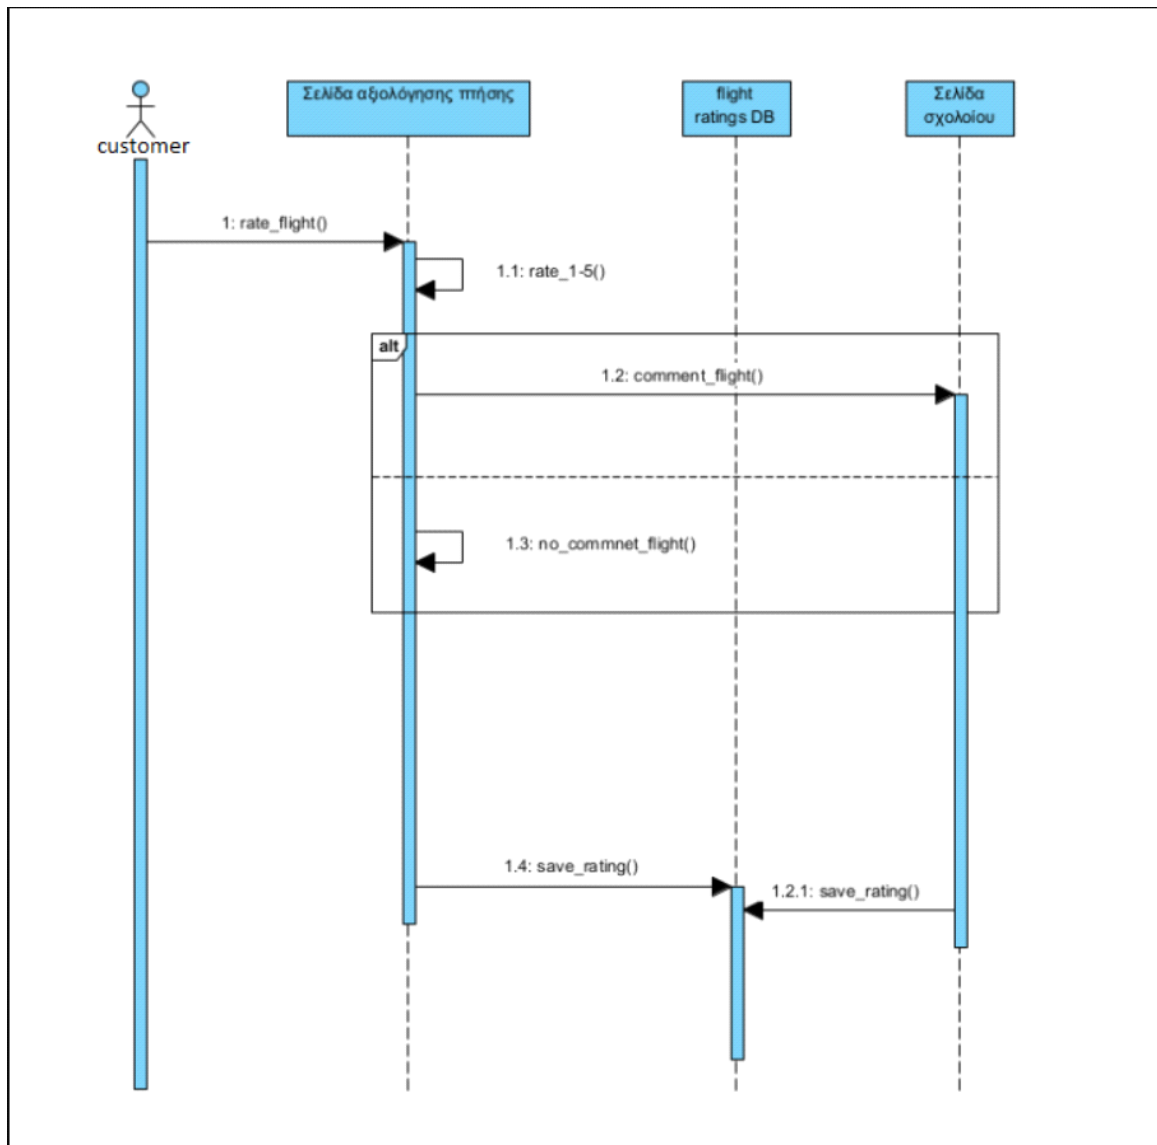 Σελίδα αξιολόγησης πτήσης
flight
ratings DB
Σελίδα
σχολοίου
customer
1: rate_flight()
1.1: rate_1-5()
alt
1.2: comment_flight()
1.3: no_commnet_flight()
1.4: save_rating()
1.2.1: save_rating()